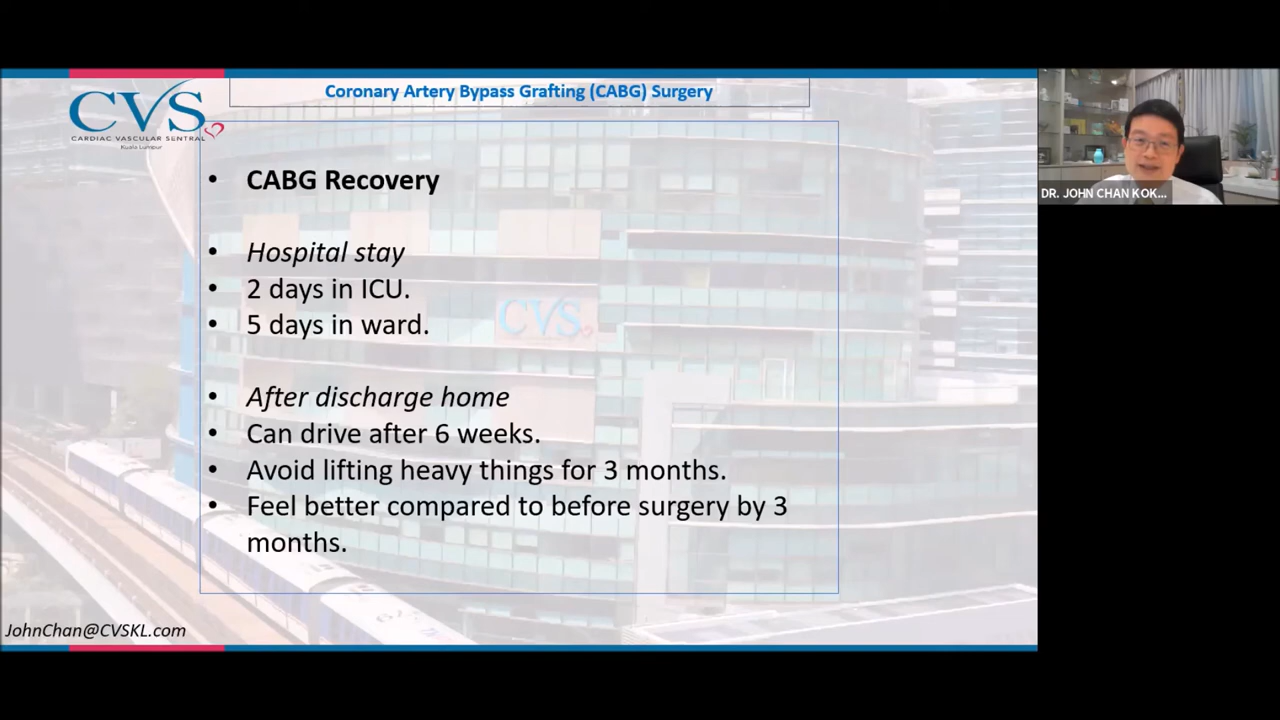 Coronary Artery Bypass Grafting (CABG) Surgery
CVS
CARDIAC VASCULAR SENTRAL
Kuala Lumpur
• CABG Recovery
• Hospital stay
• 2 days in ICU.
• 5 days in ward.
CVS
• After discharge home
• Can drive after 6 weeks.
• Avoid lifting heavy things for 3 months.
• Feel better compared to before surgery by 3
months.
JohnChan@CVSKL.com
DR. JOHN CHAN KOK...